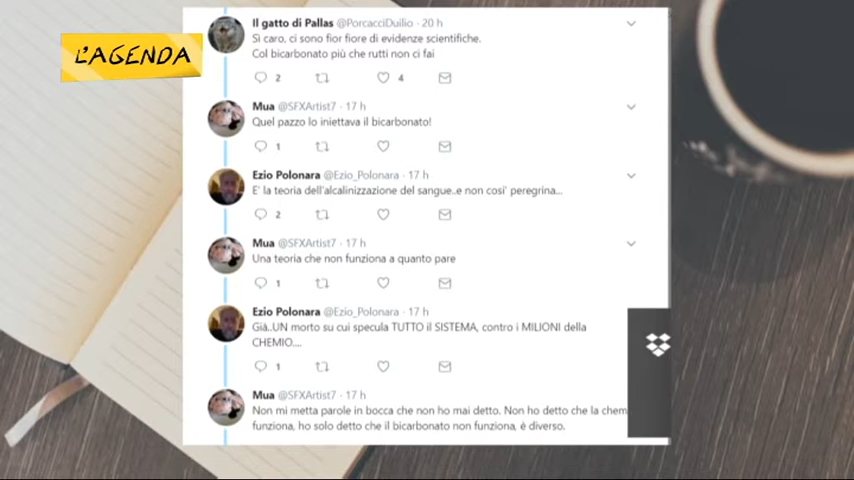 L'AGENDA
Il gatto di Pallas @PorcacciDuilio · 20 h
Sì caro, ci sono fior fiore di evidenze scientifiche.
Col bicarbonato più che rutti non ci fai
2 4
Mua @SFXArtist7 · 17 h
Quel pazzo lo iniettava il bicarbonato!
1
Ezio Polonara @Ezio_Polonara · 17 h
E' la teoria dell'alcalinizzazione del sangue..e non cosi' peregrina...
2
Mua @SFXArtist7 · 17 h
Una teoria che non funziona a quanto pare
1
Ezio Polonara @Ezio_Polonara · 17 h
Già..UN morto su cui specula TUTTO il SISTEMA, contro i MILIONI della
CHEMIO....
1
Mua @SFXArtist7 · 17 h
Non mi metta parole in bocca che non ho mai detto. Non ho detto che la chem
funziona, ho solo detto che il bicarbonato non funziona, è diverso.